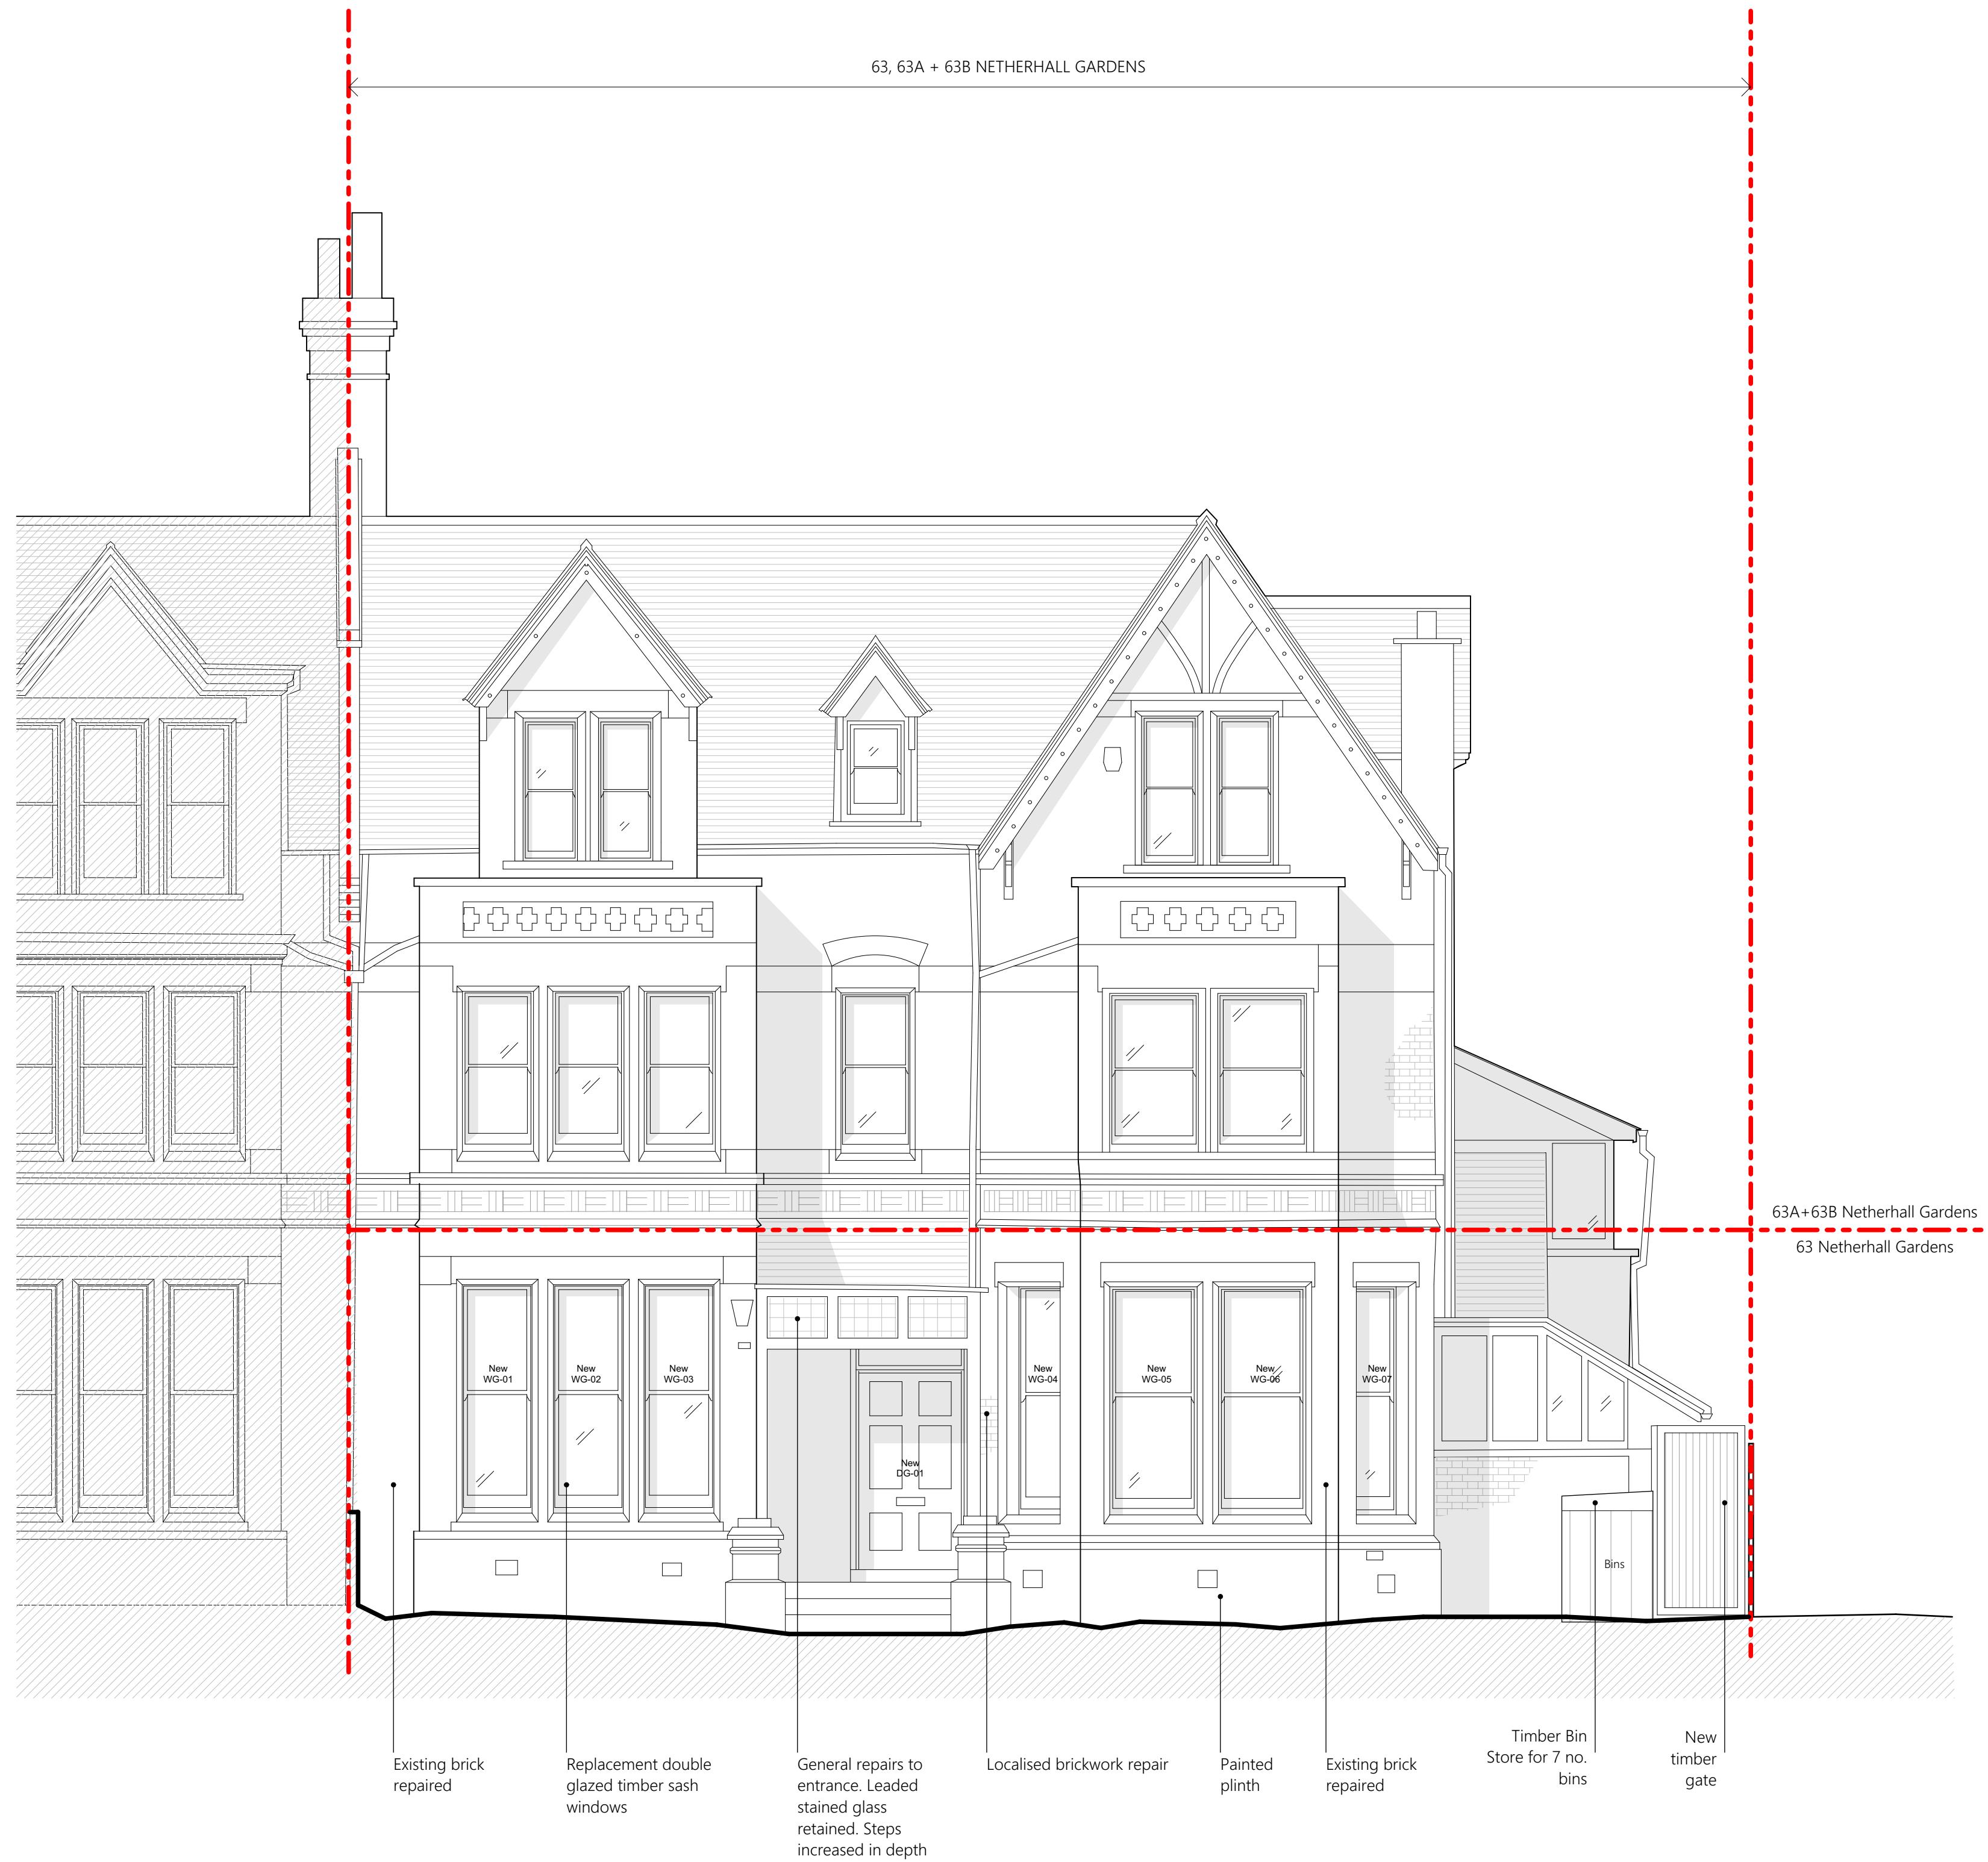 63, 63A + 63B NETHERHALL GARDENS
63A+63B Netherhall Gardens
63 Netherhall Gardens
New
WG-01
New
WG-02
New
WG-03
New
WG-04
New
WG-05
New
WG-06
New
WG-07
New
DG-01
Bins
Existing brick
repaired
Replacement double
glazed timber sash
windows
General repairs to
entrance. Leaded
stained glass
retained. Steps
increased in depth
Localised brickwork repair
Painted
plinth
Existing brick
repaired
Timber Bin
Store for 7 no.
bins
New
timber
gate